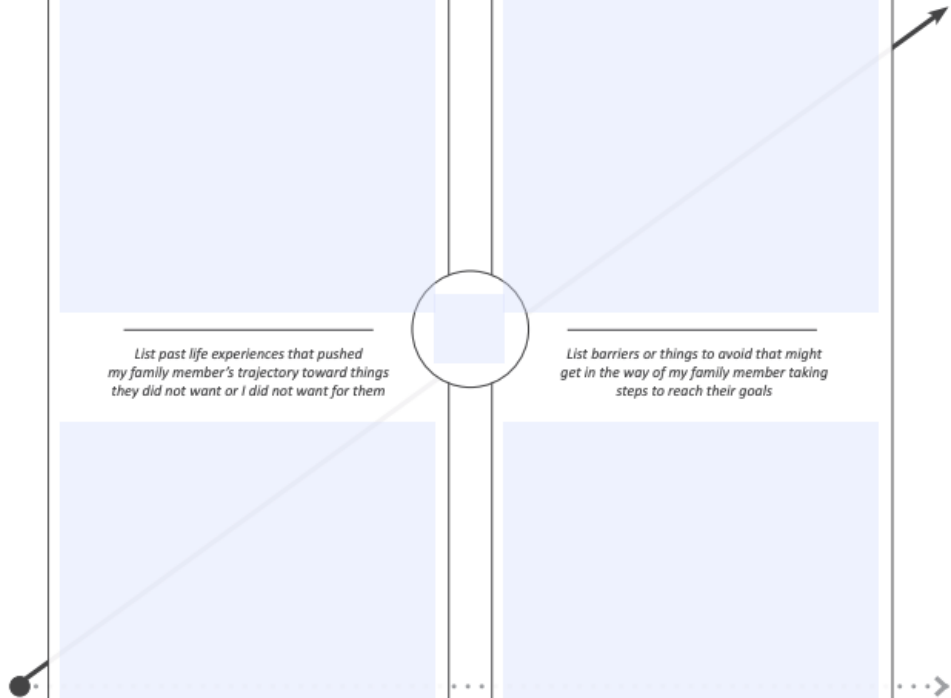 List past life experiences that pushed
my family member's trajectory toward things
they did not want or I did not want for them
List barriers or things to avoid that might
get in the way of my family member taking
steps to reach their goals